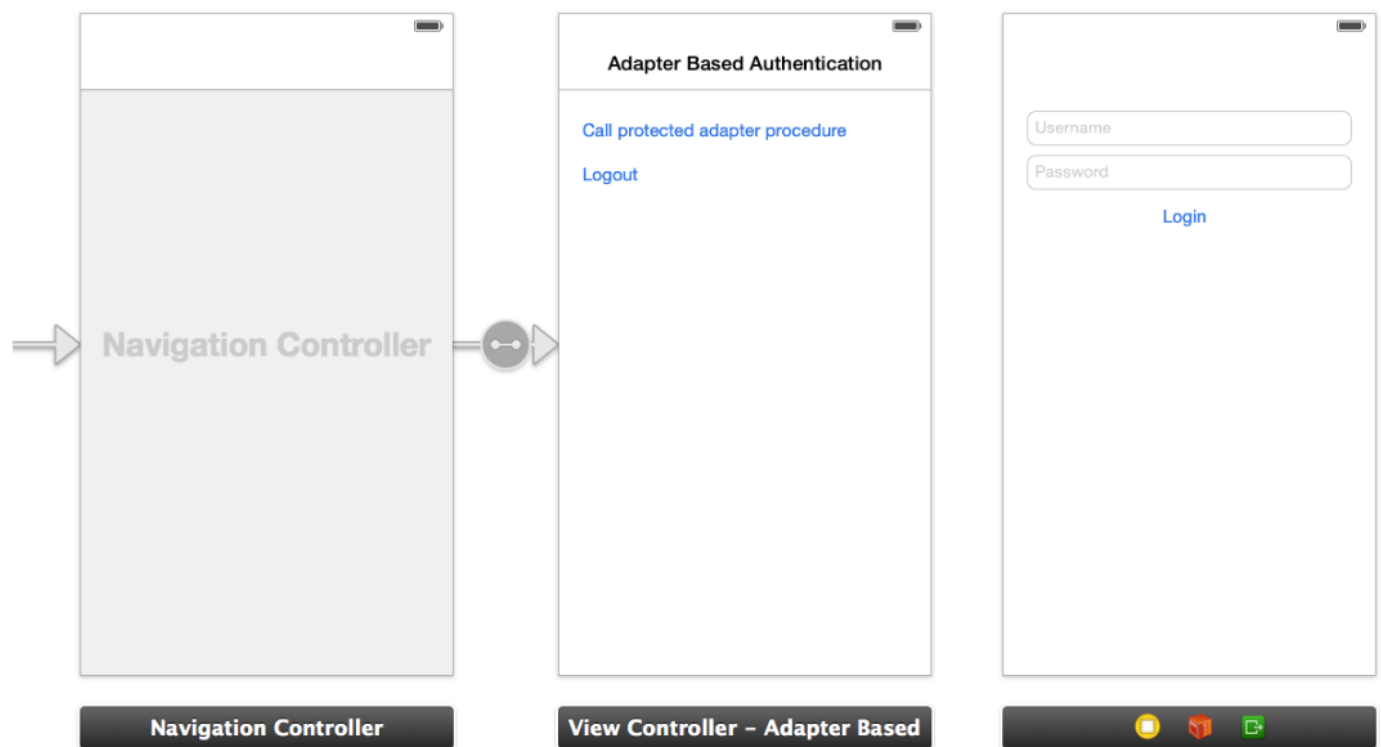 Navigation Controller
Navigation Controller
Adapter Based Authentication
Call protected adapter procedure
Logout
View Controller – Adapter Based
Username
Password
Login